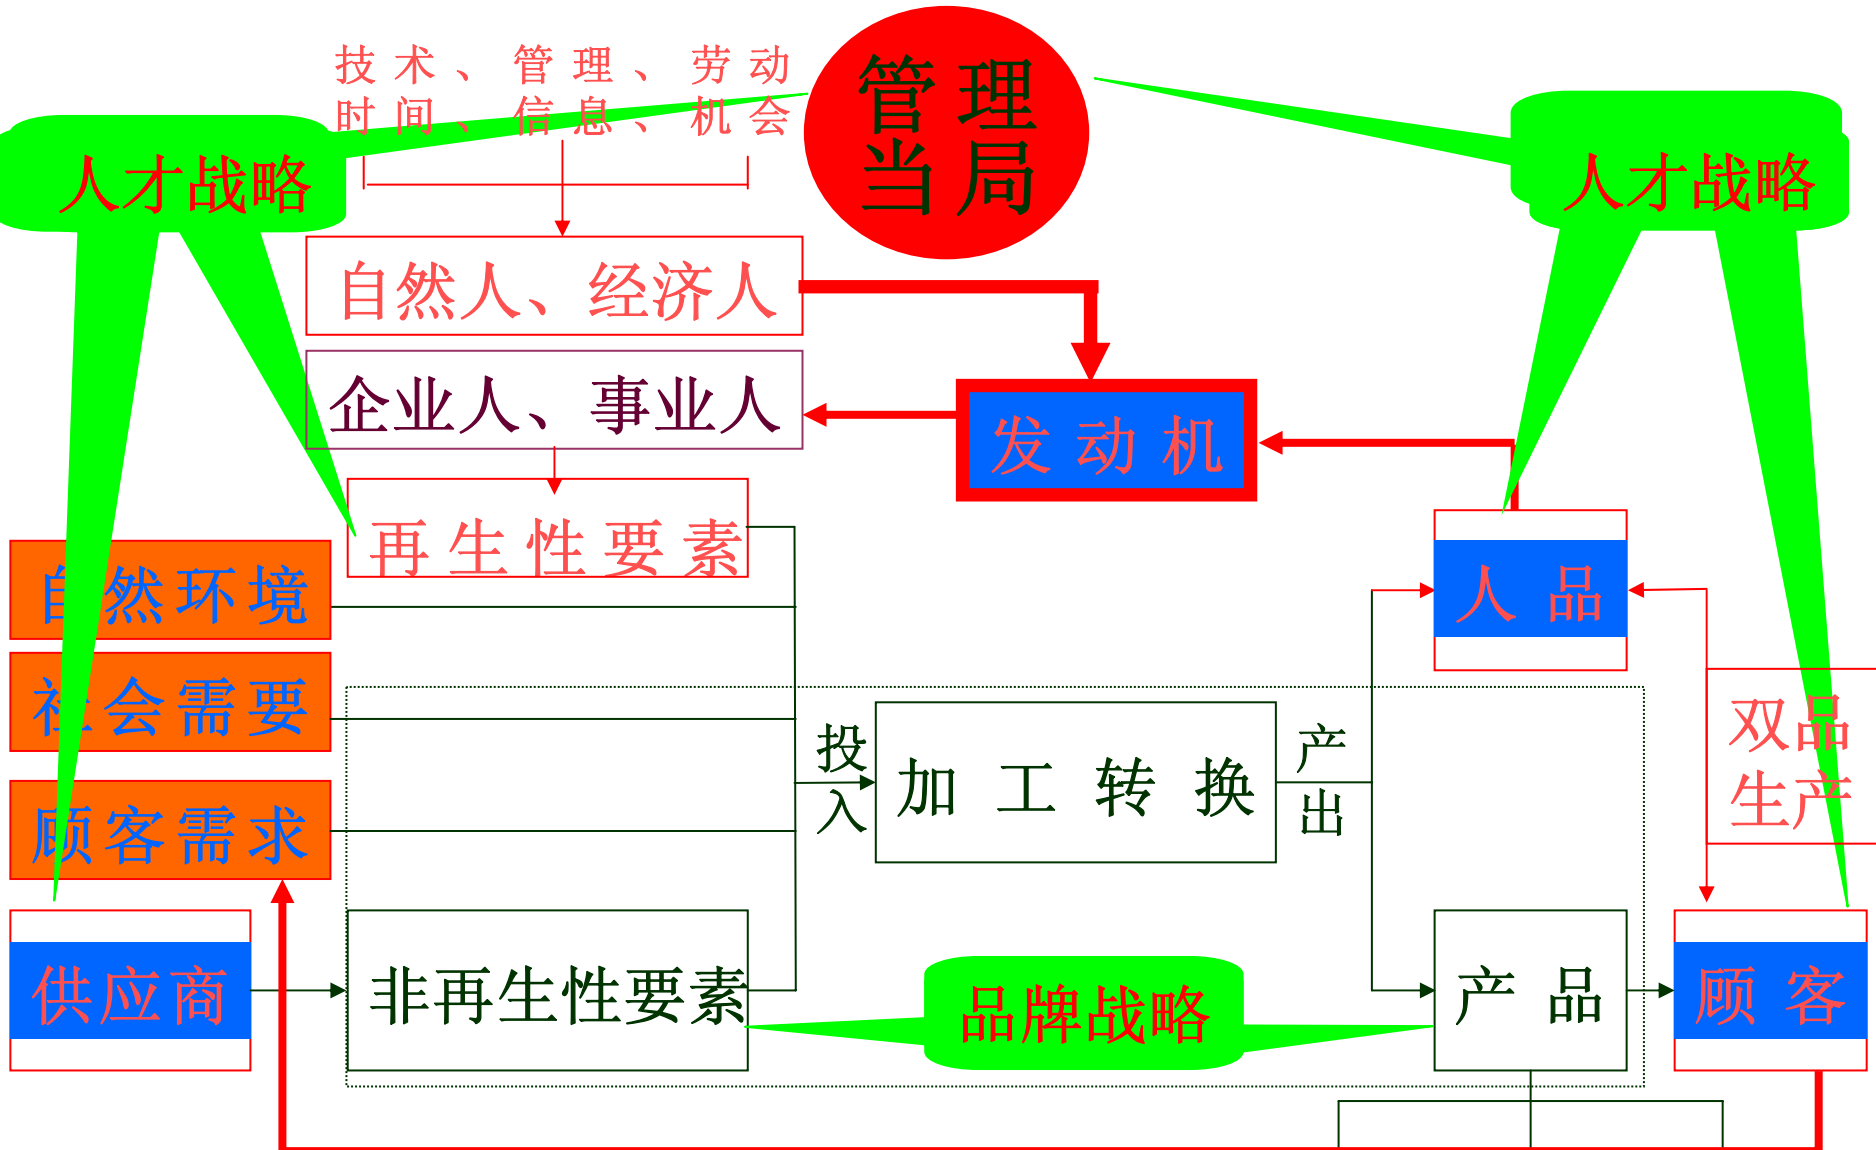 技术、管理、劳动
时间、信息、机会
管理
当局
人才战略
人才战略
自然人、经济人
企业人、事业人
发动机
再生性要素
自然环境
人品
社会需要
双品
生产
投
入
加工转换
产
出
顾客需求
供应商
非再生性要素
品牌战略
产品
顾客